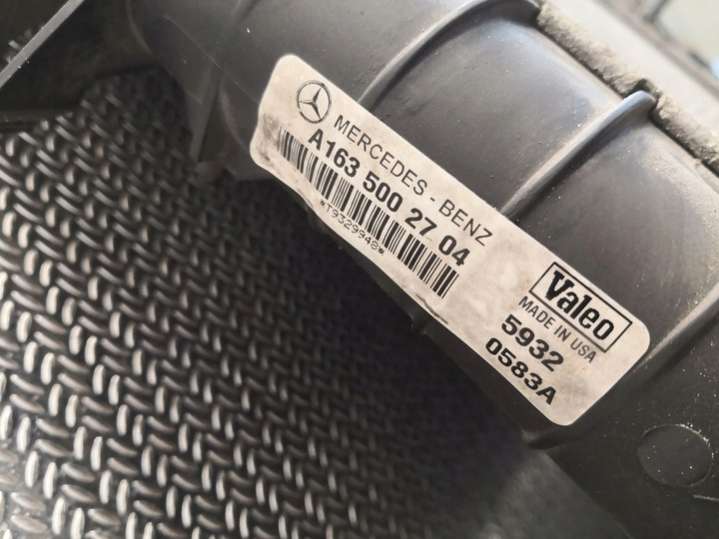 MERCEDES - BENZ
A163 500 27 04
*T9329948*
Valeo
MADE IN USA
5932
0583A